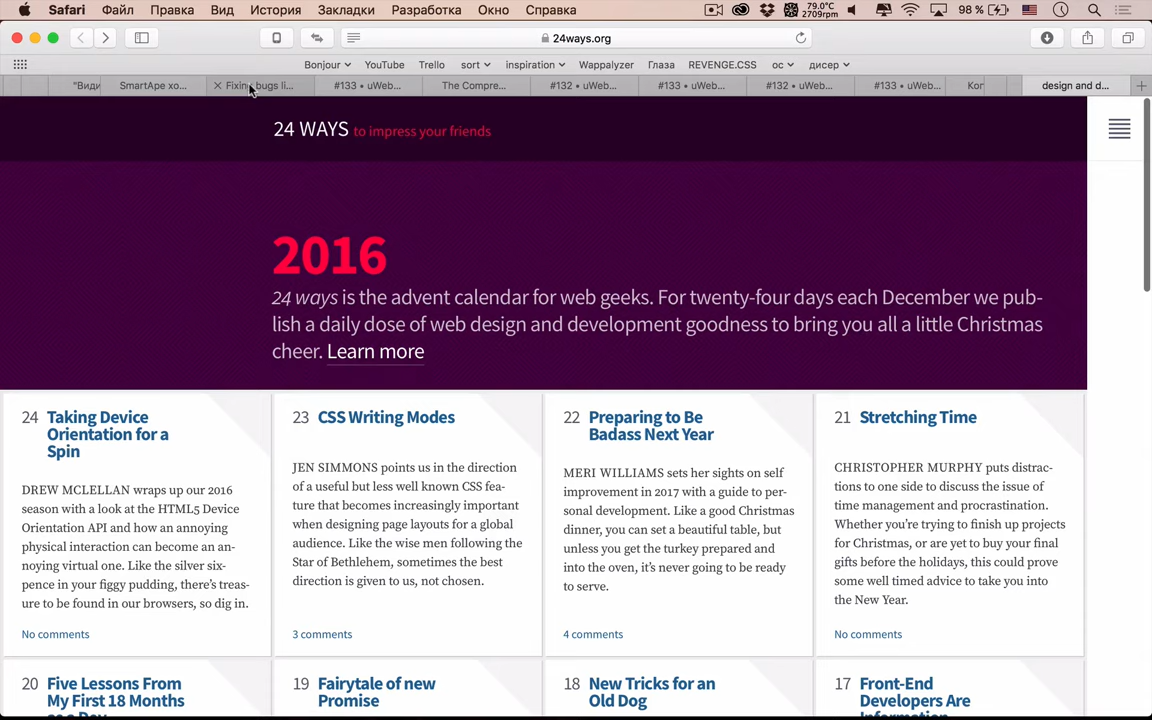 Safari Файл Правка Вид История Закладки Разработка Окно Справка 79.0°C 2709rpm 98 %
24ways.org
Bonjour YouTube Trello sort inspiration Wappalyzer Глаза REVENGE.CSS ос дисер
"Види SmartApe хо... Fixing bugs li... #133 • uWeb... The Compre... #132 • uWeb... #133 • uWeb... #132 • uWeb... #133 • uWeb... Кон design and d...
24 WAYS to impress your friends
2016
24 ways is the advent calendar for web geeks. For twenty-four days each December we pub-
lish a daily dose of web design and development goodness to bring you all a little Christmas
cheer. Learn more
24 Taking Device
Orientation for a
Spin
DREW MCLELLAN wraps up our 2016
season with a look at the HTML5 Device
Orientation API and how an annoying
physical interaction can become an an-
noying virtual one. Like the silver six-
pence in your figgy pudding, there's treas-
ure to be found in our browsers, so dig in.
No comments
23 CSS Writing Modes
JEN SIMMONS points us in the direction
of a useful but less well known CSS fea-
ture that becomes increasingly important
when designing page layouts for a global
audience. Like the wise men following the
Star of Bethlehem, sometimes the best
direction is given to us, not chosen.
3 comments
22 Preparing to Be
Badass Next Year
MERI WILLIAMS sets her sights on self
improvement in 2017 with a guide to per-
sonal development. Like a good Christmas
dinner, you can set a beautiful table, but
unless you get the turkey prepared and
into the oven, it's never going to be ready
to serve.
4 comments
21 Stretching Time
CHRISTOPHER MURPHY puts distrac-
tions to one side to discuss the issue of
time management and procrastination.
Whether you're trying to finish up projects
for Christmas, or are yet to buy your final
gifts before the holidays, this could prove
some well timed advice to take you into
the New Year.
No comments
20 Five Lessons From
My First 18 Months
as a Dev
19 Fairytale of new
Promise
18 New Tricks for an
Old Dog
17 Front-End
Developers Are
Information